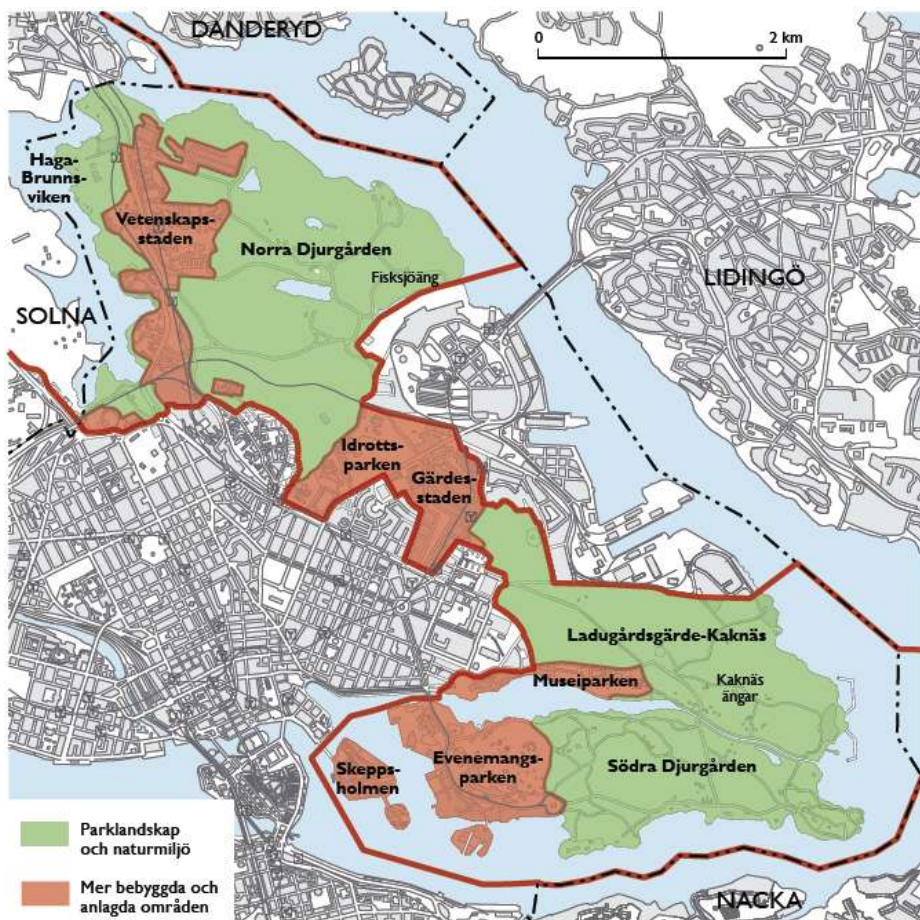 DANDERYD
0 2 km
Haga-
Brunns-
viken
Vetenskaps-
staden
Norra Djurgården
Fisksjöäng
LIDINGÖ
SOLNA
Idrotts-
parken
Gärdes-
staden
Ladugårdsgärde-Kaknäs
Museiparken
Kaknäs
ängar
Skepps-
holmen
Evenemangs-
parken
Södra Djurgården
Parklandskap
och naturmiljö
Mer bebyggda och
anlagda områden
NACKA